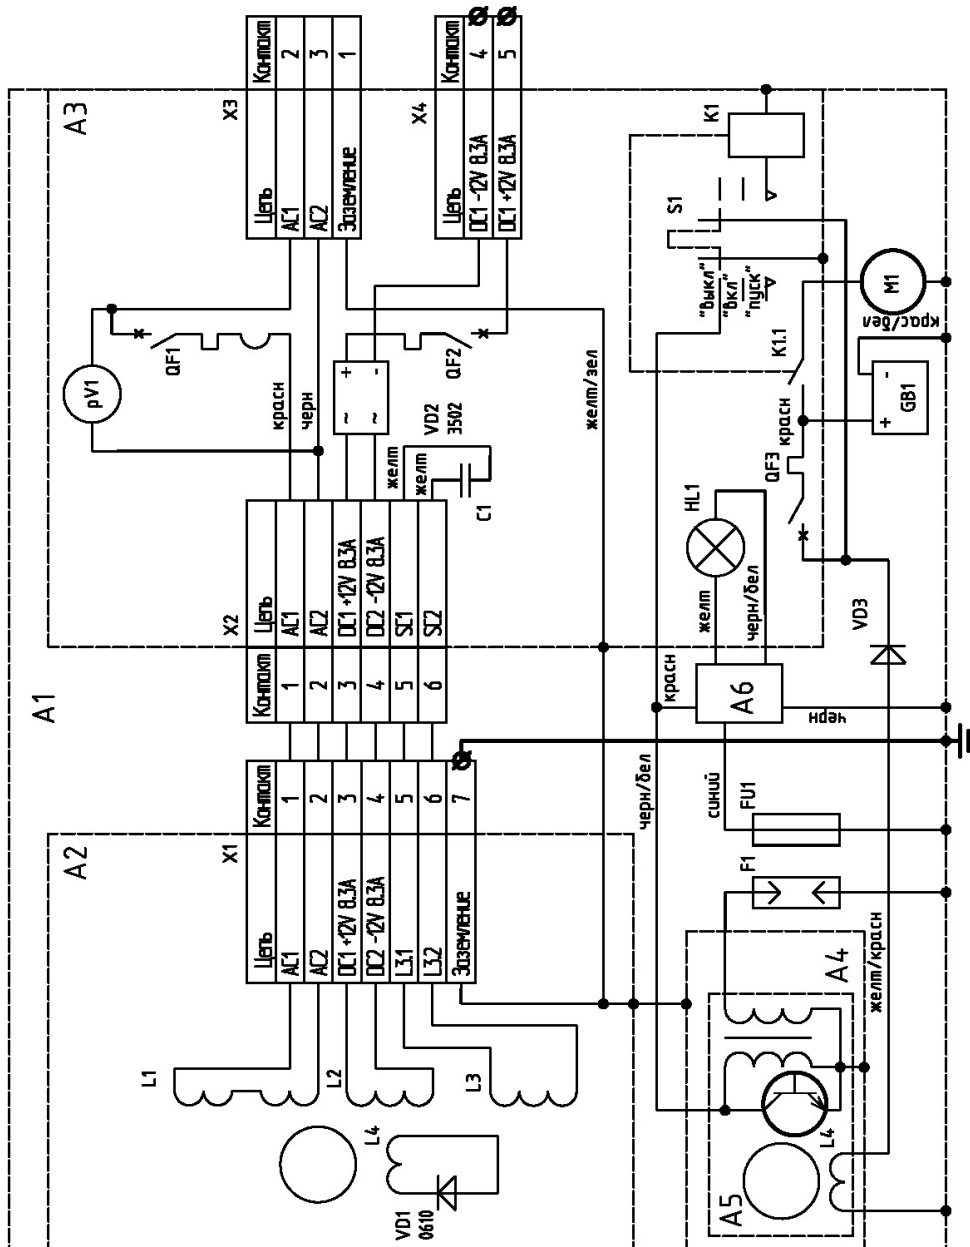 A1
A3
X3
Цепь Контакт
AC1 2
AC2 3
Заземление 1
X4
Цепь Контакт
DC1 -12V 8.3A 4
DC1 +12V 8.3A 5
pV1
QF1
QF2
красн
черн
VD2
3502
+
-
~
~
желт
желт
C1
желт/зел
X2
Цепь Контакт
AC1 1
AC2 2
DC1 +12V 8.3A 3
DC2 -12V 8.3A 4
SC1 5
SC2 6
K1
S1
"Выкл"
"Вкл"
"пуск"
K1.1
M1
крас/бел
GB1
+
-
красн
QF3
HL1
желт
черн/бел
VD3
A6
красн
черн
A2
X1
Цепь Контакт
AC1 1
AC2 2
DC1 +12V 8.3A 3
DC2 -12V 8.3A 4
L3.1 5
L3.2 6
Заземление 7
черн/бел
синий
FU1
F1
желт/красн
L1
L2
L3
L4
VD1
0610
A4
A5
L4